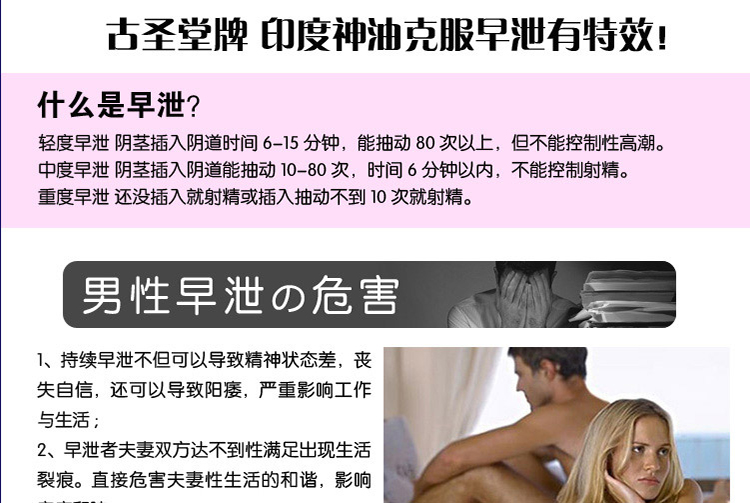 古圣堂牌 印度神油克服早泄有特效!
什么是早泄?
轻度早泄 阴茎插入阴道时间 6-15 分钟，能抽动 80 次以上，但不能控制性高潮。
中度早泄 阴茎插入阴道能抽动 10-80 次，时间 6 分钟以内，不能控制射精。
重度早泄 还没插入就射精或插入抽动不到 10 次就射精。
男性早泄の危害
1、持续早泄不但可以导致精神状态差，丧
失自信，还可以导致阳痿，严重影响工作
与生活；
2、早泄者夫妻双方达不到性满足出现生活
裂痕。直接危害夫妻性生活的和谐，影响